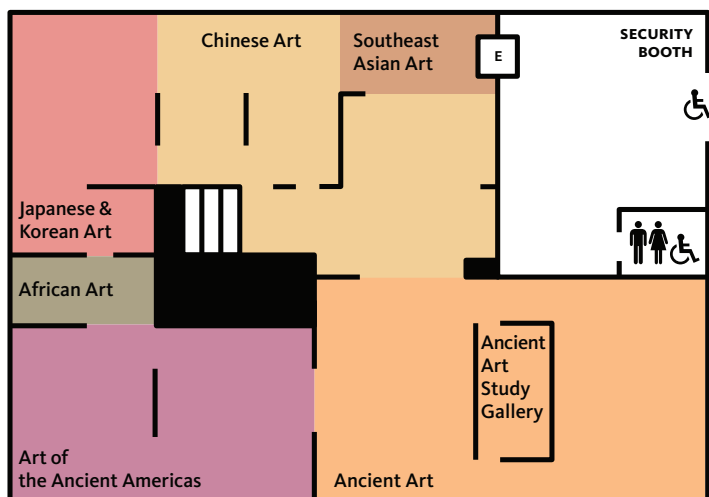 Chinese Art
Southeast
Asian Art
E
SECURITY
BOOTH
Japanese &
Korean Art
African Art
Ancient
Art
Study
Gallery
Art of
the Ancient Americas
Ancient Art